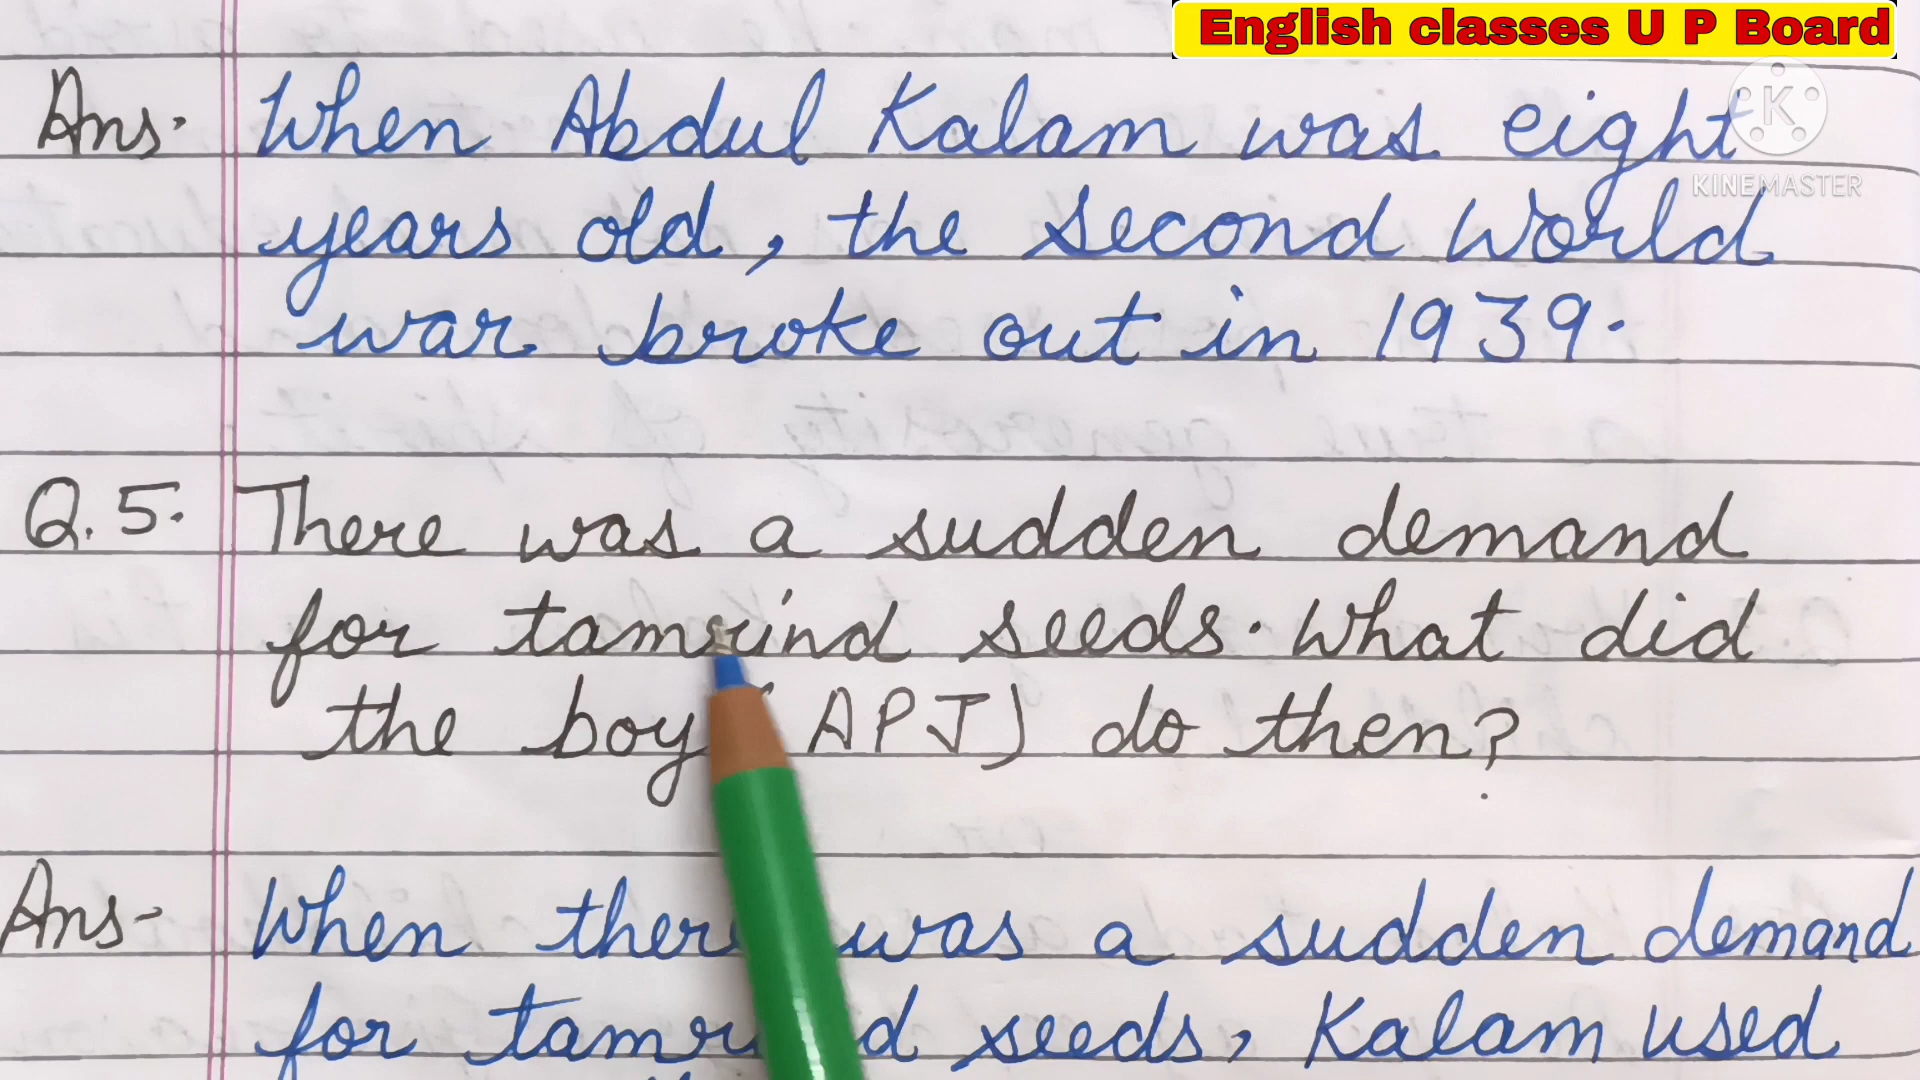 English classes U P Board
KINEMASTER
Ans. When Abdul Kalam was eight
years old, the second world
war broke out in 1939.
Q.5. There was a sudden demand
for tamrind seeds. What did
the boy (APJ) do then?
Ans- When there was a sudden demand
for tamrind seeds, Kalam used